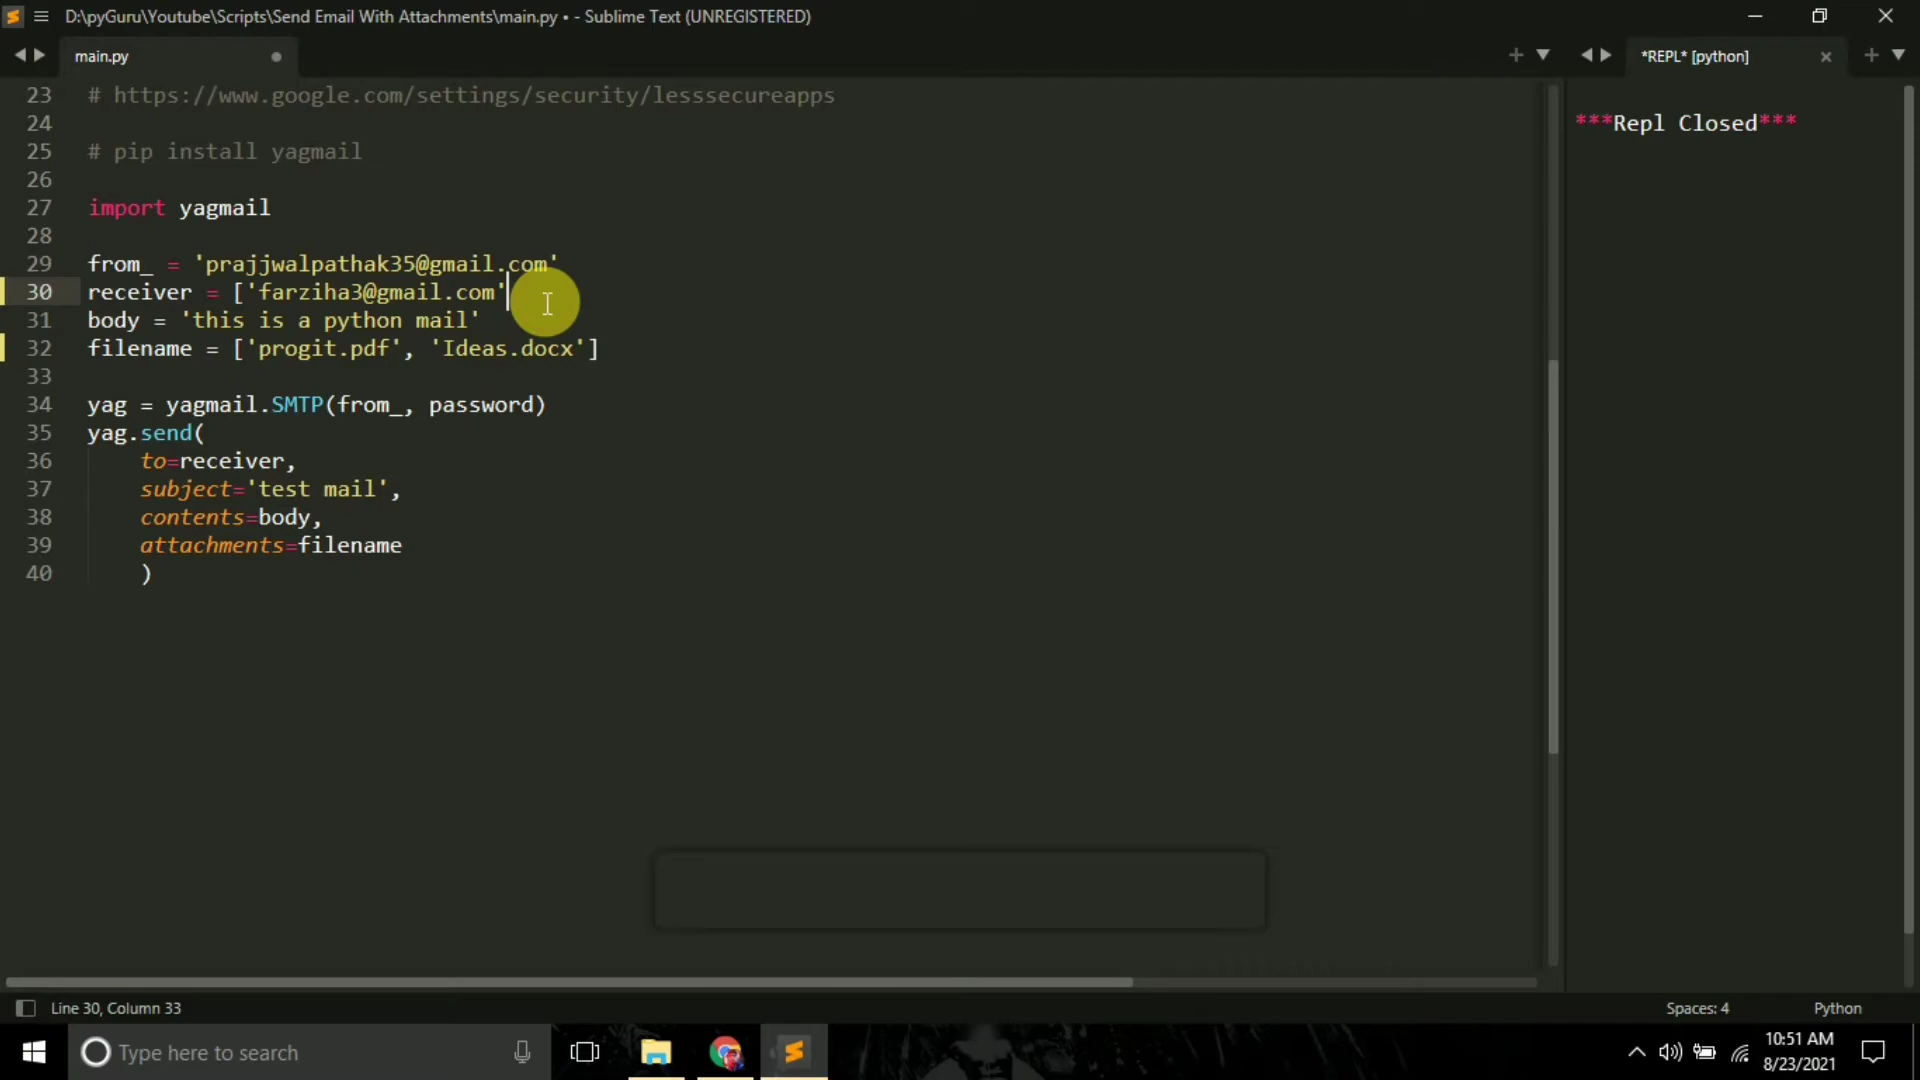 D:\pyGuru\Youtube\Scripts\Send Email With Attachments\main.py • - Sublime Text (UNREGISTERED)
main.py
*REPL* [python]
23 # https://www.google.com/settings/security/lesssecureapps
24
25 # pip install yagmail
26
27 import yagmail
28
29 from_ = 'prajjwalpathak35@gmail.com'
30 receiver = ['farziha3@gmail.com'
31 body = 'this is a python mail'
32 filename = ['progit.pdf', 'Ideas.docx']
33
34 yag = yagmail.SMTP(from_, password)
35 yag.send(
36 to=receiver,
37 subject='test mail',
38 contents=body,
39 attachments=filename
40 )
***Repl Closed***
Line 30, Column 33
Spaces: 4
Python
Type here to search
10:51 AM
8/23/2021